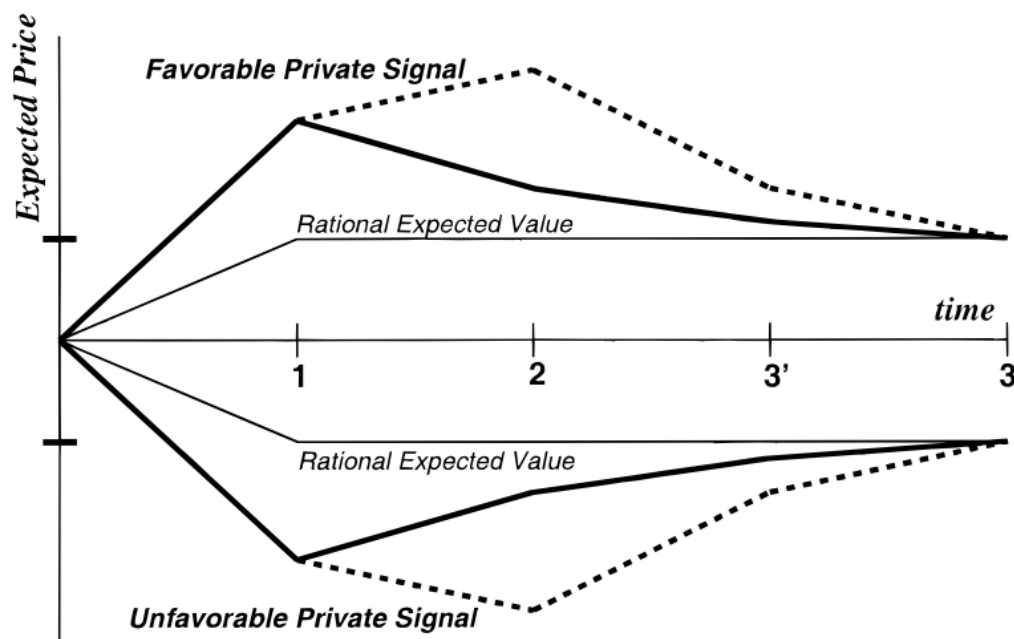 Expected Price
Favorable Private Signal
Rational Expected Value
time
1
2
3'
3
Rational Expected Value
Unfavorable Private Signal